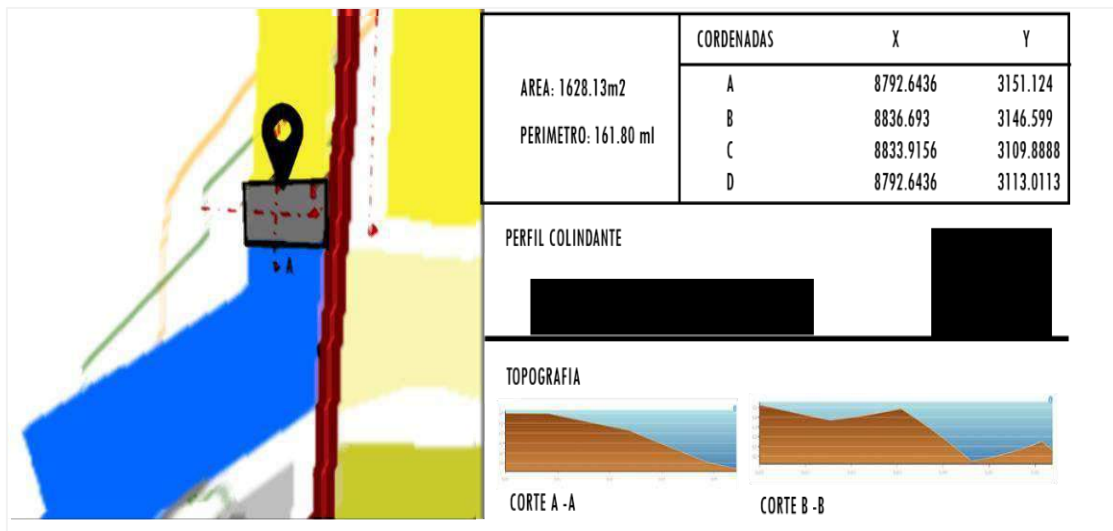 CORDENADAS X Y
AREA: 1628.13m2
PERIMETRO: 161.80 ml
A 8792.6436 3151.124
B 8836.693 3146.599
C 8833.9156 3109.8888
D 8792.6436 3113.0113
PERFIL COLINDANTE
A
TOPOGRAFIA
CORTE A -A
CORTE B -B